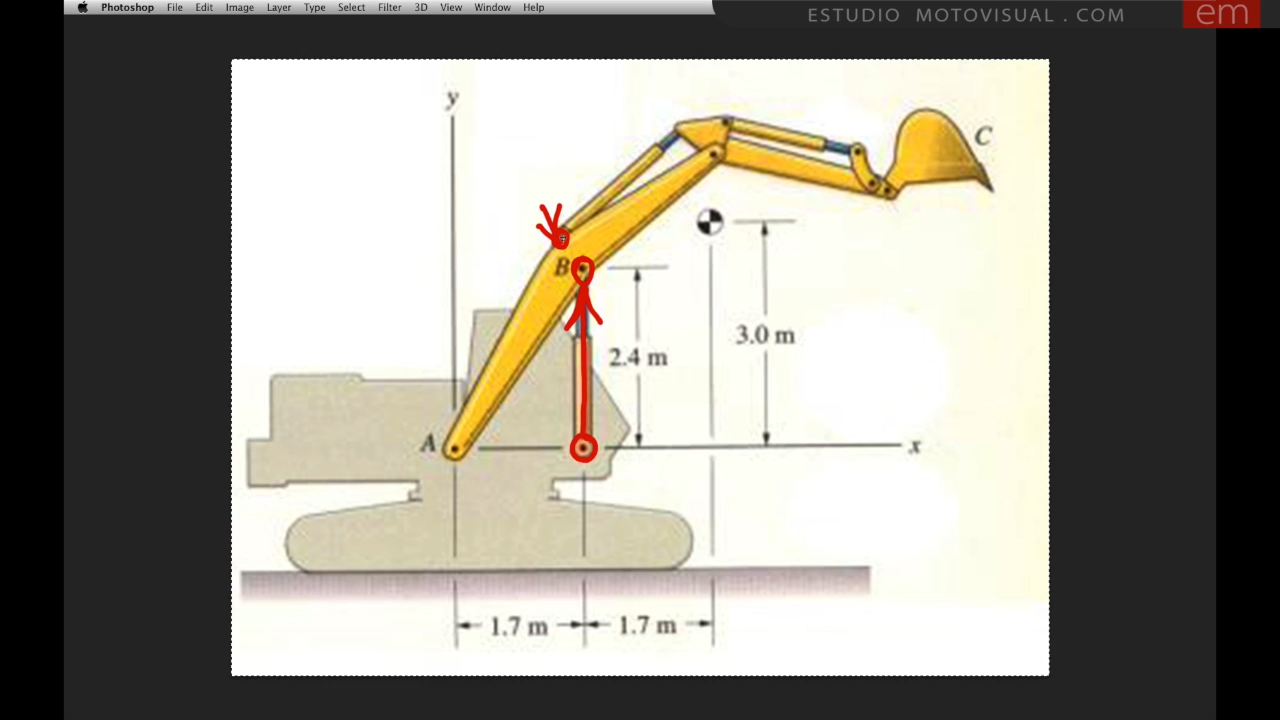 Photoshop File Edit Image Layer Type Select Filter 3D View Window Help
ESTUDIO MOTOVISUAL . COM
em
y
C
B
3.0 m
2.4 m
A
x
1.7 m
1.7 m